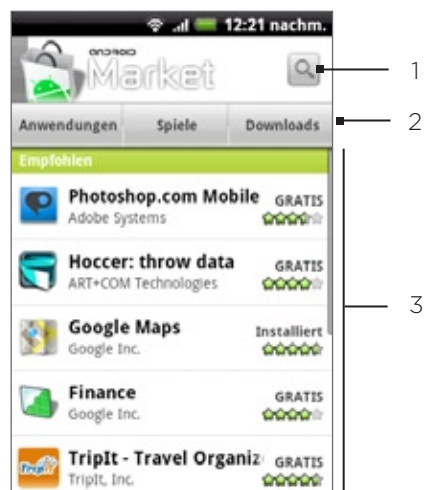 12:21 nachm.
ANDROID
Market
1
Anwendungen Spiele Downloads
2
Empfohlen
Photoshop.com Mobile GRATIS
Adobe Systems
Hoccer: throw data GRATIS
ART+COM Technologies
3
Google Maps Installiert
Google Inc.
Finance GRATIS
Google Inc.
TripIt - Travel Organiz GRATIS
TripIt, Inc.
TripIt